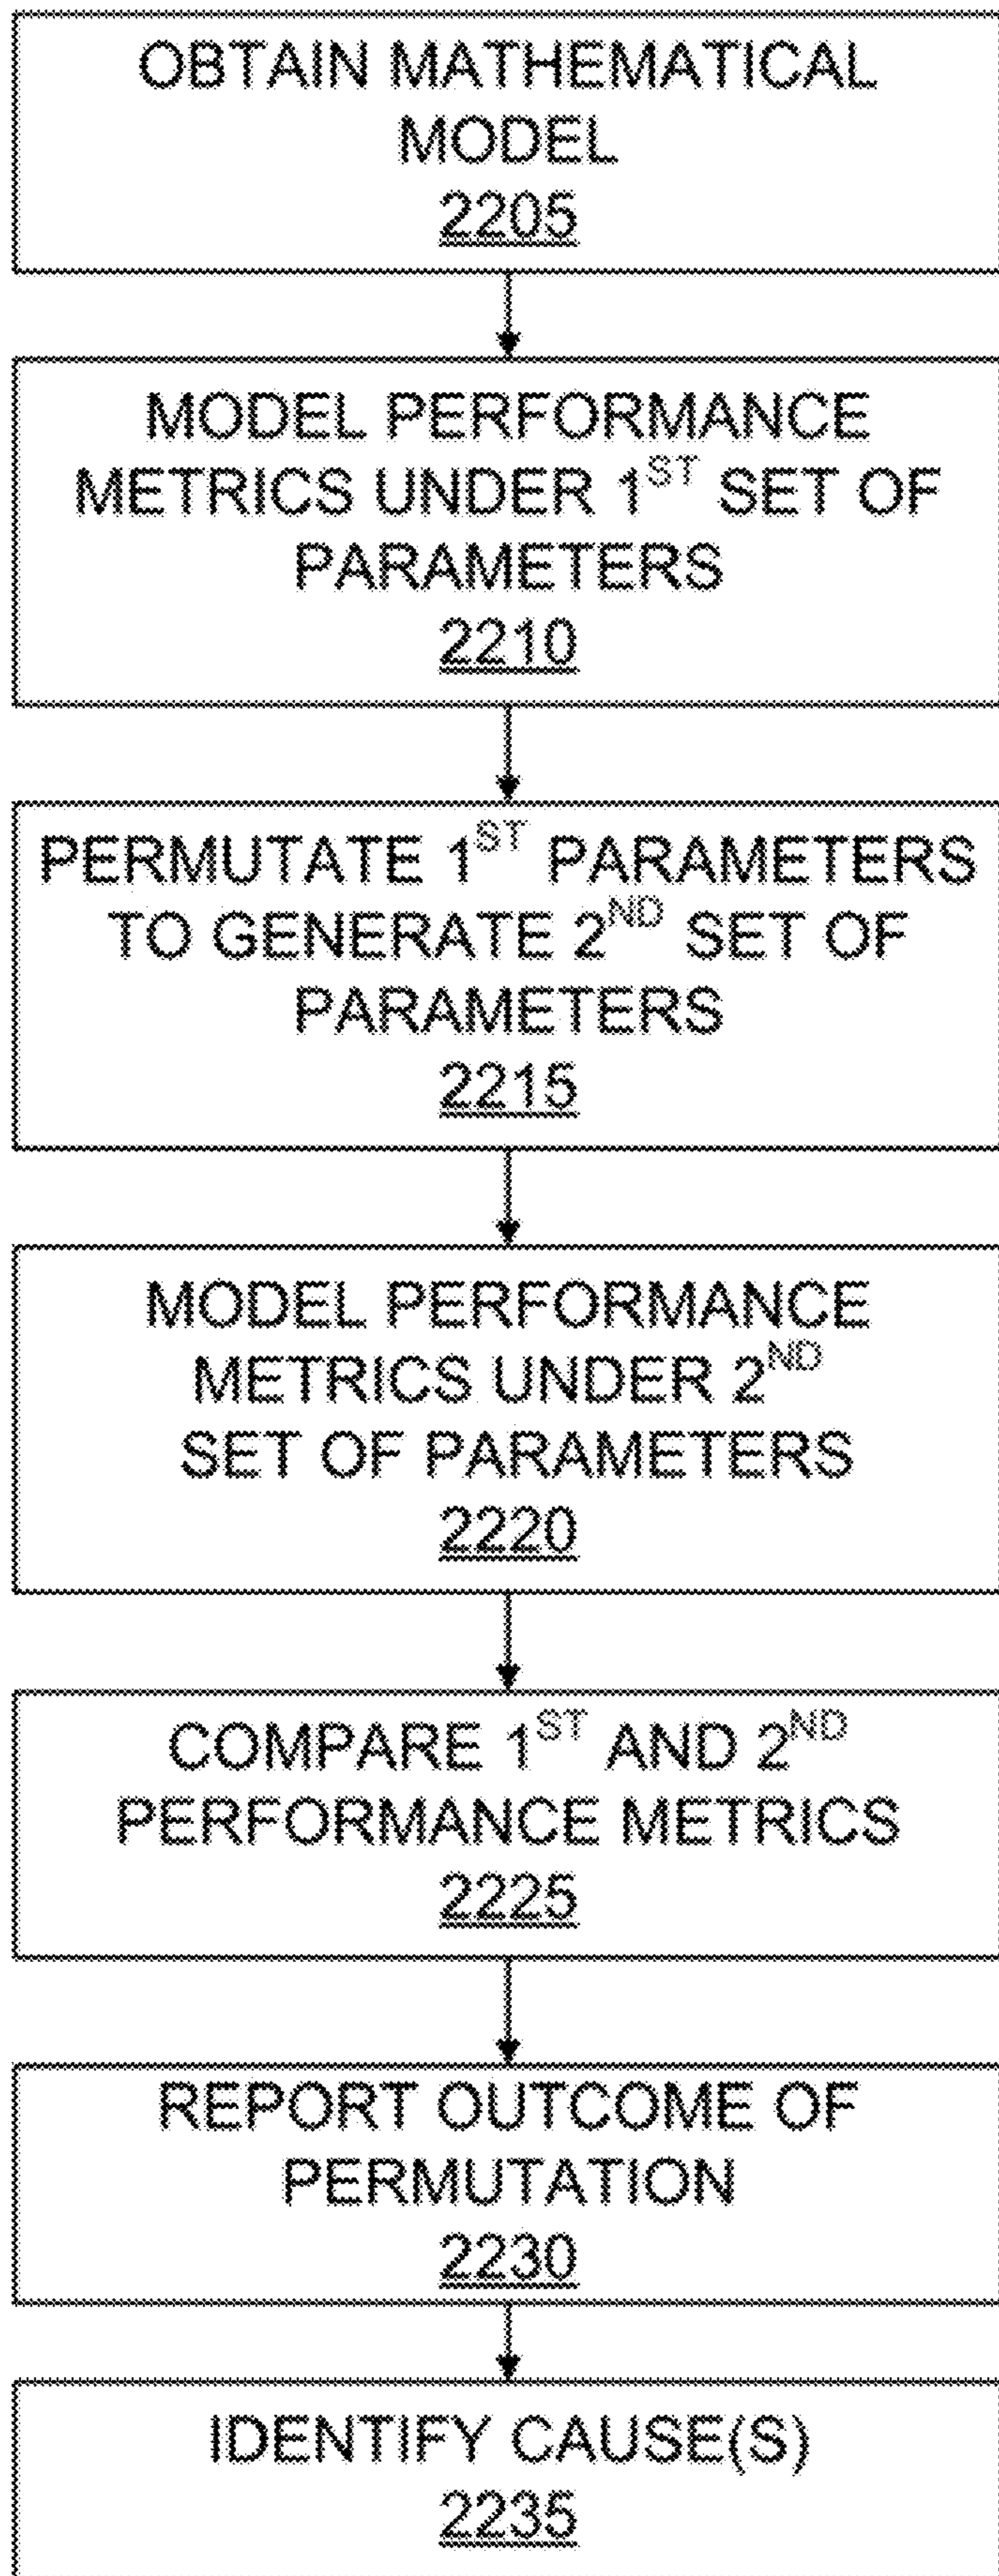 OBTAIN MATHEMATICAL
MODEL
2205
MODEL PERFORMANCE
METRICS UNDER 1ST SET OF
PARAMETERS
2210
PERMUTATE 1ST PARAMETERS
TO GENERATE 2ND SET OF
PARAMETERS
2215
MODEL PERFORMANCE
METRICS UNDER 2ND
SET OF PARAMETERS
2220
COMPARE 1ST AND 2ND
PERFORMANCE METRICS
2225
REPORT OUTCOME OF
PERMUTATION
2230
IDENTIFY CAUSE(S)
2235